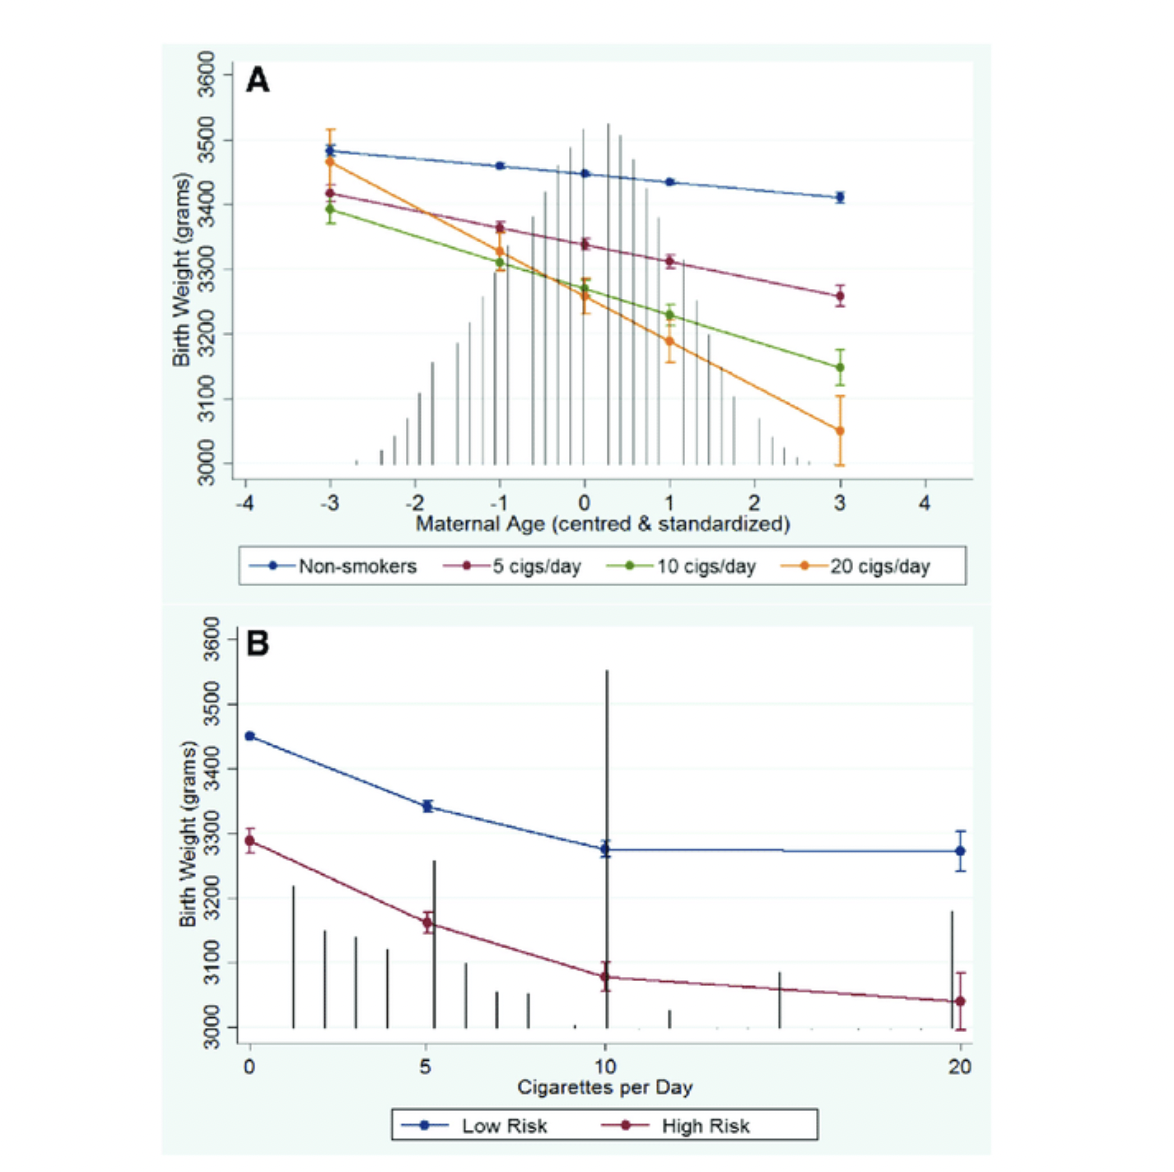 A
3600
3500
3400
3300
3200
3100
3000
Birth Weight (grams)
-4 -3 -2 -1 0 1 2 3 4
Maternal Age (centred & standardized)
Non-smokers 5 cigs/day 10 cigs/day 20 cigs/day
B
3600
3500
3400
3300
3200
3100
3000
Birth Weight (grams)
0 5 10 20
Cigarettes per Day
Low Risk High Risk